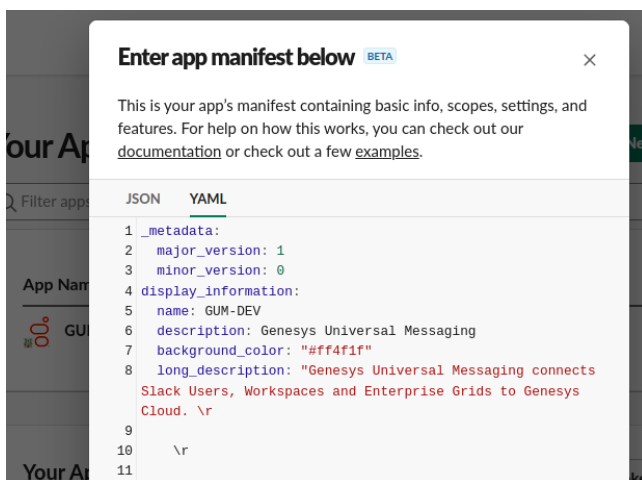 Enter app manifest below BETA
This is your app's manifest containing basic info, scopes, settings, and
features. For help on how this works, you can check out our
documentation or check out a few examples.
Your Ap
Ne
Filter apps
JSON YAML
1 _metadata:
2 major_version: 1
3 minor_version: 0
4 display_information:
5 name: GUM-DEV
6 description: Genesys Universal Messaging
7 background_color: "#ff4f1f"
8 long_description: "Genesys Universal Messaging connects
Slack Users, Workspaces and Enterprise Grids to Genesys
Cloud. \r
9
10 \r
11
App Nam
GU
Your Ap